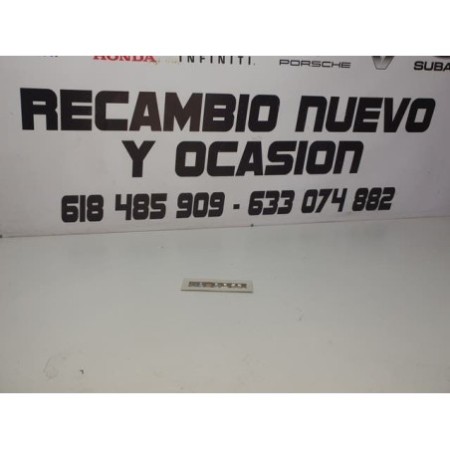 HONDA INFINITI. PORSCHE SUBA
RECAMBIO NUEVO
Y OCASION
618 485 909 - 633 074 882